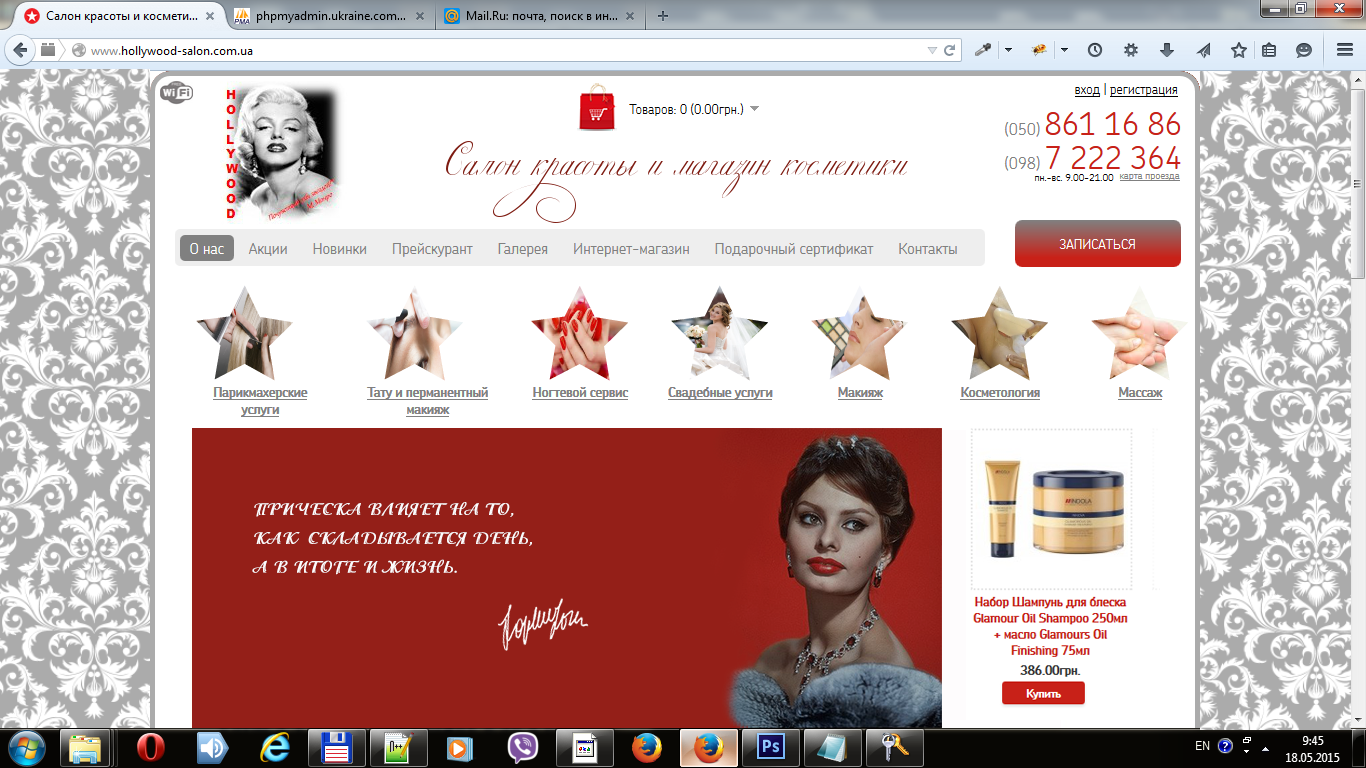 Салон красоты и космети...
phpmyadmin.ukraine.com...
Mail.Ru: почта, поиск в ин...
www.hollywood-salon.com.ua
WiFi
HOLLYWOOD
Товаров: 0 (0.00грн.)
вход | регистрация
(050) 861 16 86
(098) 7 222 364
пн.-вс. 9.00-21.00 карта проезда
Салон красоты и магазин косметики
О нас Акции Новинки Прейскурант Галерея Интернет-магазин Подарочный сертификат Контакты
ЗАПИСАТЬСЯ
Парикмахерские
услуги
Тату и перманентный
макияж
Ногтевой сервис
Свадебные услуги
Макияж
Косметология
Массаж
ПРИЧЕСКА ВЛИЯЕТ НА ТО,
КАК СКЛАДЫВАЕТСЯ ДЕНЬ,
А В ИТОГЕ И ЖИЗНЬ.
INDOLA
Набор Шампунь для блеска
Glamour Oil Shampoo 250мл
+ масло Glamours Oil
Finishing 75мл
386.00грн.
Купить
Ps
EN
9:45
18.05.2015